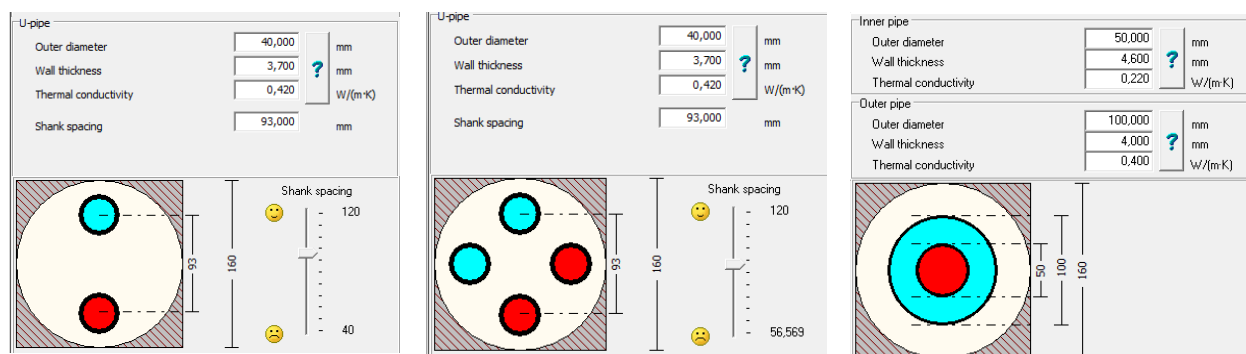 U-pipe
Outer diameter 40,000 mm
Wall thickness 3,700 mm
Thermal conductivity 0,420 W/(m·K)
?
Shank spacing 93,000 mm
Shank spacing
120
40
93
160
U-pipe
Outer diameter 40,000 mm
Wall thickness 3,700 mm
Thermal conductivity 0,420 W/(m·K)
?
Shank spacing 93,000 mm
Shank spacing
120
56,569
93
160
Inner pipe
Outer diameter 50,000 mm
Wall thickness 4,600 mm
Thermal conductivity 0,220 W/(m·K)
Outer pipe
Outer diameter 100,000 mm
Wall thickness 4,000 mm
Thermal conductivity 0,400 W/(m·K)
?
50
100
160